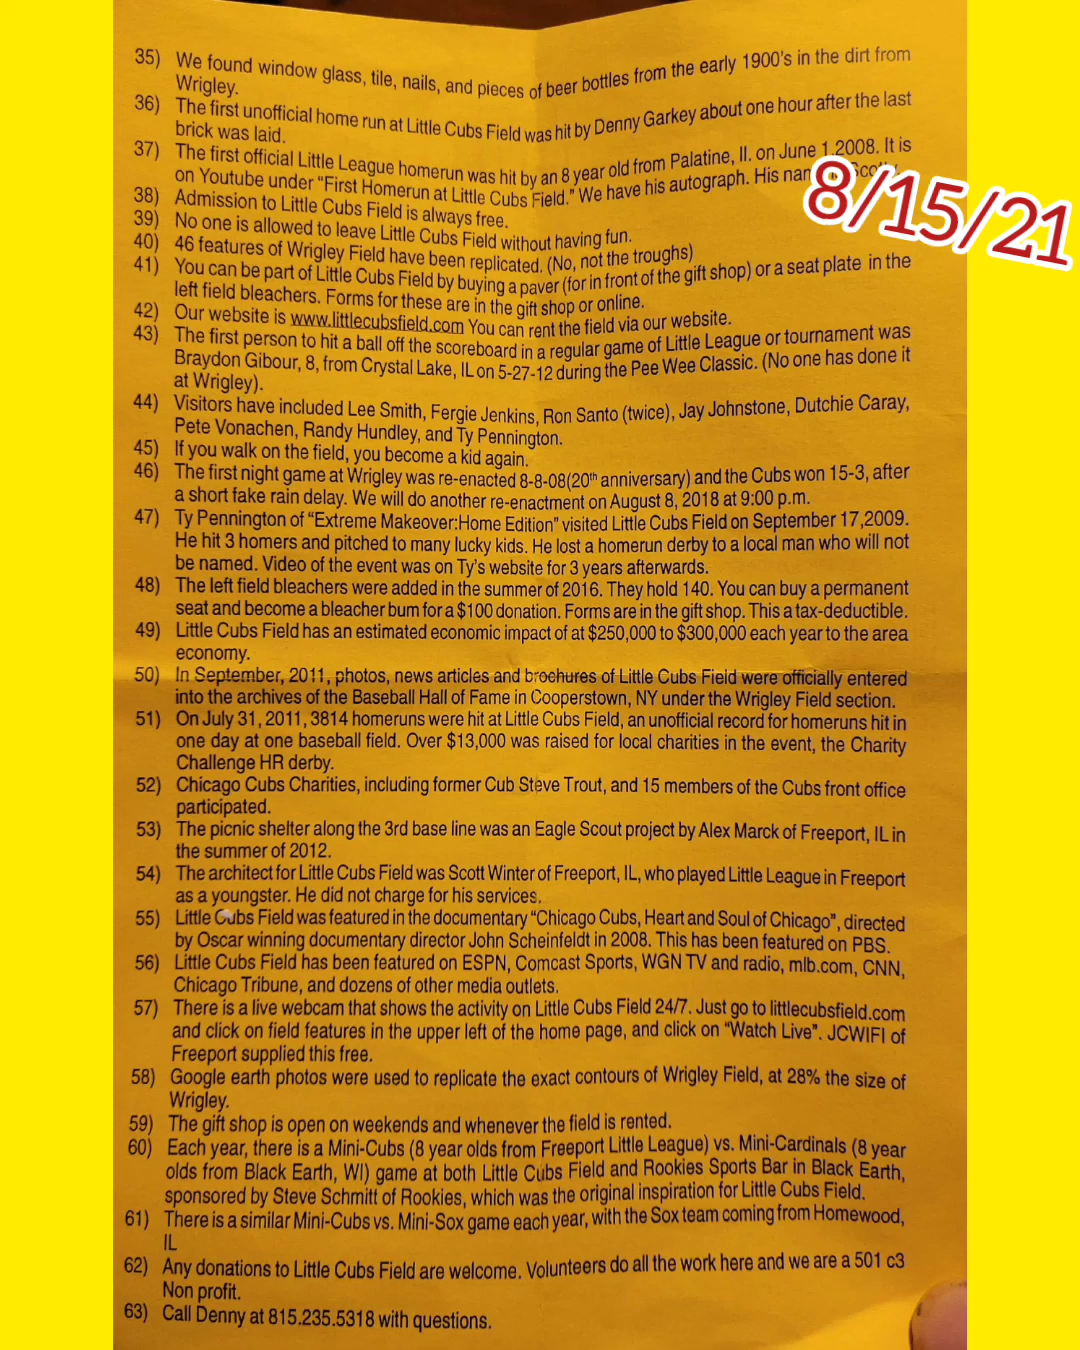 35) We found window glass, tile, nails, and pieces of beer bottles from the early 1900's in the dirt from
Wrigley.
36) The first unofficial home run at Little Cubs Field was hit by Denny Garkey about one hour after the last
brick was laid.
37) The first official Little League homerun was hit by an 8 year old from Palatine, Il. on June 1,2008. It is
on Youtube under "First Homerun at Little Cubs Field." We have his autograph. His
8/15/21
38) Admission to Little Cubs Field is always free.
39) No one is allowed to leave Little Cubs Field without having fun.
40) 46 features of Wrigley Field have been replicated. (No, not the troughs)
41) You can be part of Little Cubs Field by buying a paver (for in front of the gift shop) or a seat plate in the
left field bleachers. Forms for these are in the gift shop or online.
42) Our website is www.littlecubsfield.com You can rent the field via our website.
43) The first person to hit a ball off the scoreboard in a regular game of Little League or tournament was
Braydon Gibour, 8, from Crystal Lake, IL on 5-27-12 during the Pee Wee Classic. (No one has done it
at Wrigley).
44) Visitors have included Lee Smith, Fergie Jenkins, Ron Santo (twice), Jay Johnstone, Dutchie Caray,
Pete Vonachen, Randy Hundley, and Ty Pennington.
45) If you walk on the field, you become a kid again.
46) The first night game at Wrigley was re-enacted 8-8-08(20th anniversary) and the Cubs won 15-3, after
a short fake rain delay. We will do another re-enactment on August 8, 2018 at 9:00 p.m.
47) Ty Pennington of "Extreme Makeover:Home Edition" visited Little Cubs Field on September 17,2009.
He hit 3 homers and pitched to many lucky kids. He lost a homerun derby to a local man who will not
be named. Video of the event was on Ty's website for 3 years afterwards.
48) The left field bleachers were added in the summer of 2016. They hold 140. You can buy a permanent
seat and become a bleacher bum for a $100 donation. Forms are in the gift shop. This a tax-deductible.
49) Little Cubs Field has an estimated economic impact of at $250,000 to $300,000 each year to the area
economy.
50) In September, 2011, photos, news articles and brochures of Little Cubs Field were officially entered
into the archives of the Baseball Hall of Fame in Cooperstown, NY under the Wrigley Field section.
51) On July 31, 2011, 3814 homeruns were hit at Little Cubs Field, an unofficial record for homeruns hit in
one day at one baseball field. Over $13,000 was raised for local charities in the event, the Charity
Challenge HR derby.
52) Chicago Cubs Charities, including former Cub Steve Trout, and 15 members of the Cubs front office
participated.
53) The picnic shelter along the 3rd base line was an Eagle Scout project by Alex Marck of Freeport, IL in
the summer of 2012.
54) The architect for Little Cubs Field was Scott Winter of Freeport, IL, who played Little League in Freeport
as a youngster. He did not charge for his services.
55) Little Cubs Field was featured in the documentary "Chicago Cubs, Heart and Soul of Chicago", directed
by Oscar winning documentary director John Scheinfeldt in 2008. This has been featured on PBS.
56) Little Cubs Field has been featured on ESPN, Comcast Sports, WGN TV and radio, mlb.com, CNN,
Chicago Tribune, and dozens of other media outlets.
57) There is a live webcam that shows the activity on Little Cubs Field 24/7. Just go to littlecubsfield.com
and click on field features in the upper left of the home page, and click on "Watch Live". JCWIFI of
Freeport supplied this free.
58) Google earth photos were used to replicate the exact contours of Wrigley Field, at 28% the size of
Wrigley.
59) The gift shop is open on weekends and whenever the field is rented.
60) Each year, there is a Mini-Cubs (8 year olds from Freeport Little League) vs. Mini-Cardinals (8 year
olds from Black Earth, WI) game at both Little Cubs Field and Rookies Sports Bar in Black Earth,
sponsored by Steve Schmitt of Rookies, which was the original inspiration for Little Cubs Field.
61) There is a similar Mini-Cubs vs. Mini-Sox game each year, with the Sox team coming from Homewood,
IL
62) Any donations to Little Cubs Field are welcome. Volunteers do all the work here and we are a 501 c3
Non profit.
63) Call Denny at 815.235.5318 with questions.